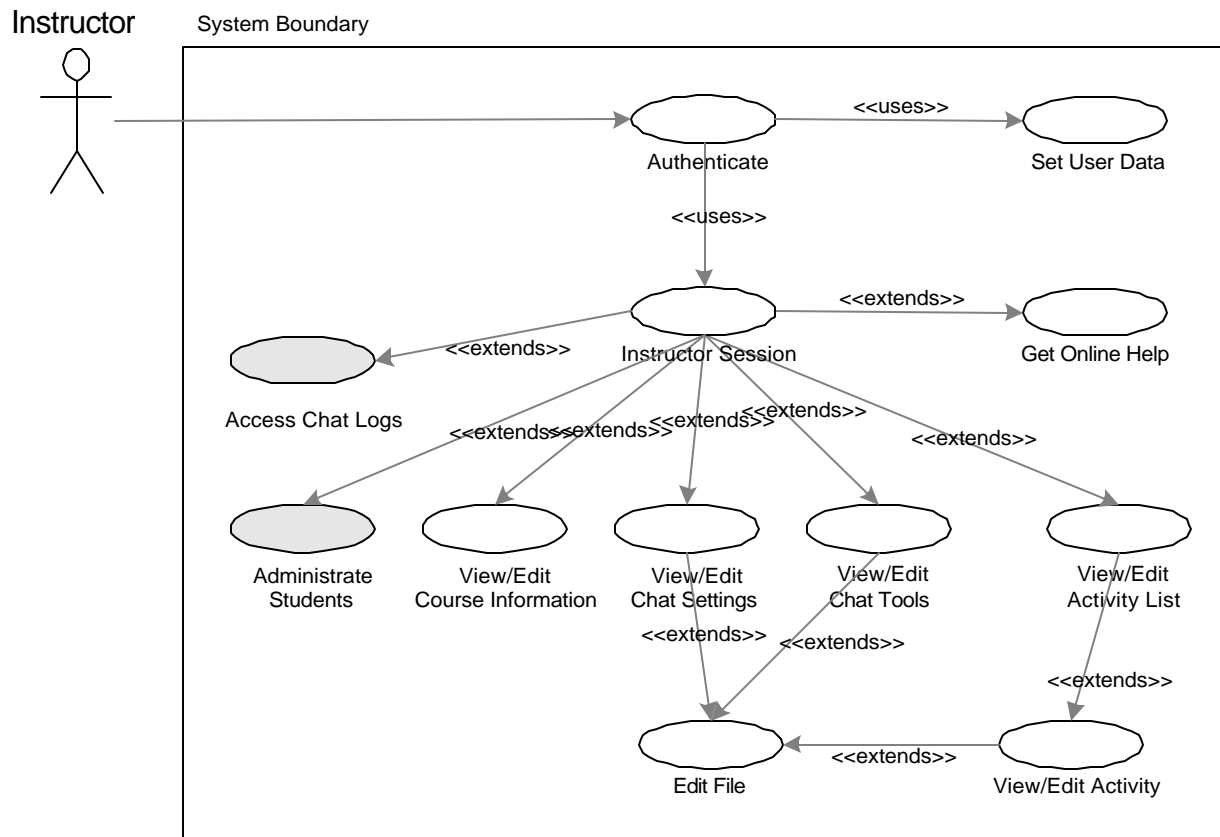 Instructor
System Boundary
<<uses>>
Authenticate
Set User Data
<<uses>>
<<extends>>
<<extends>>
Instructor Session
Get Online Help
Access Chat Logs
<<extends>>
<<extends>>
<<extends>>
<<extends>>
<<extends>>
Administrate
Students
View/Edit
Course Information
View/Edit
Chat Settings
View/Edit
Chat Tools
View/Edit
Activity List
<<extends>>
<<extends>>
<<extends>>
<<extends>>
Edit File
View/Edit Activity